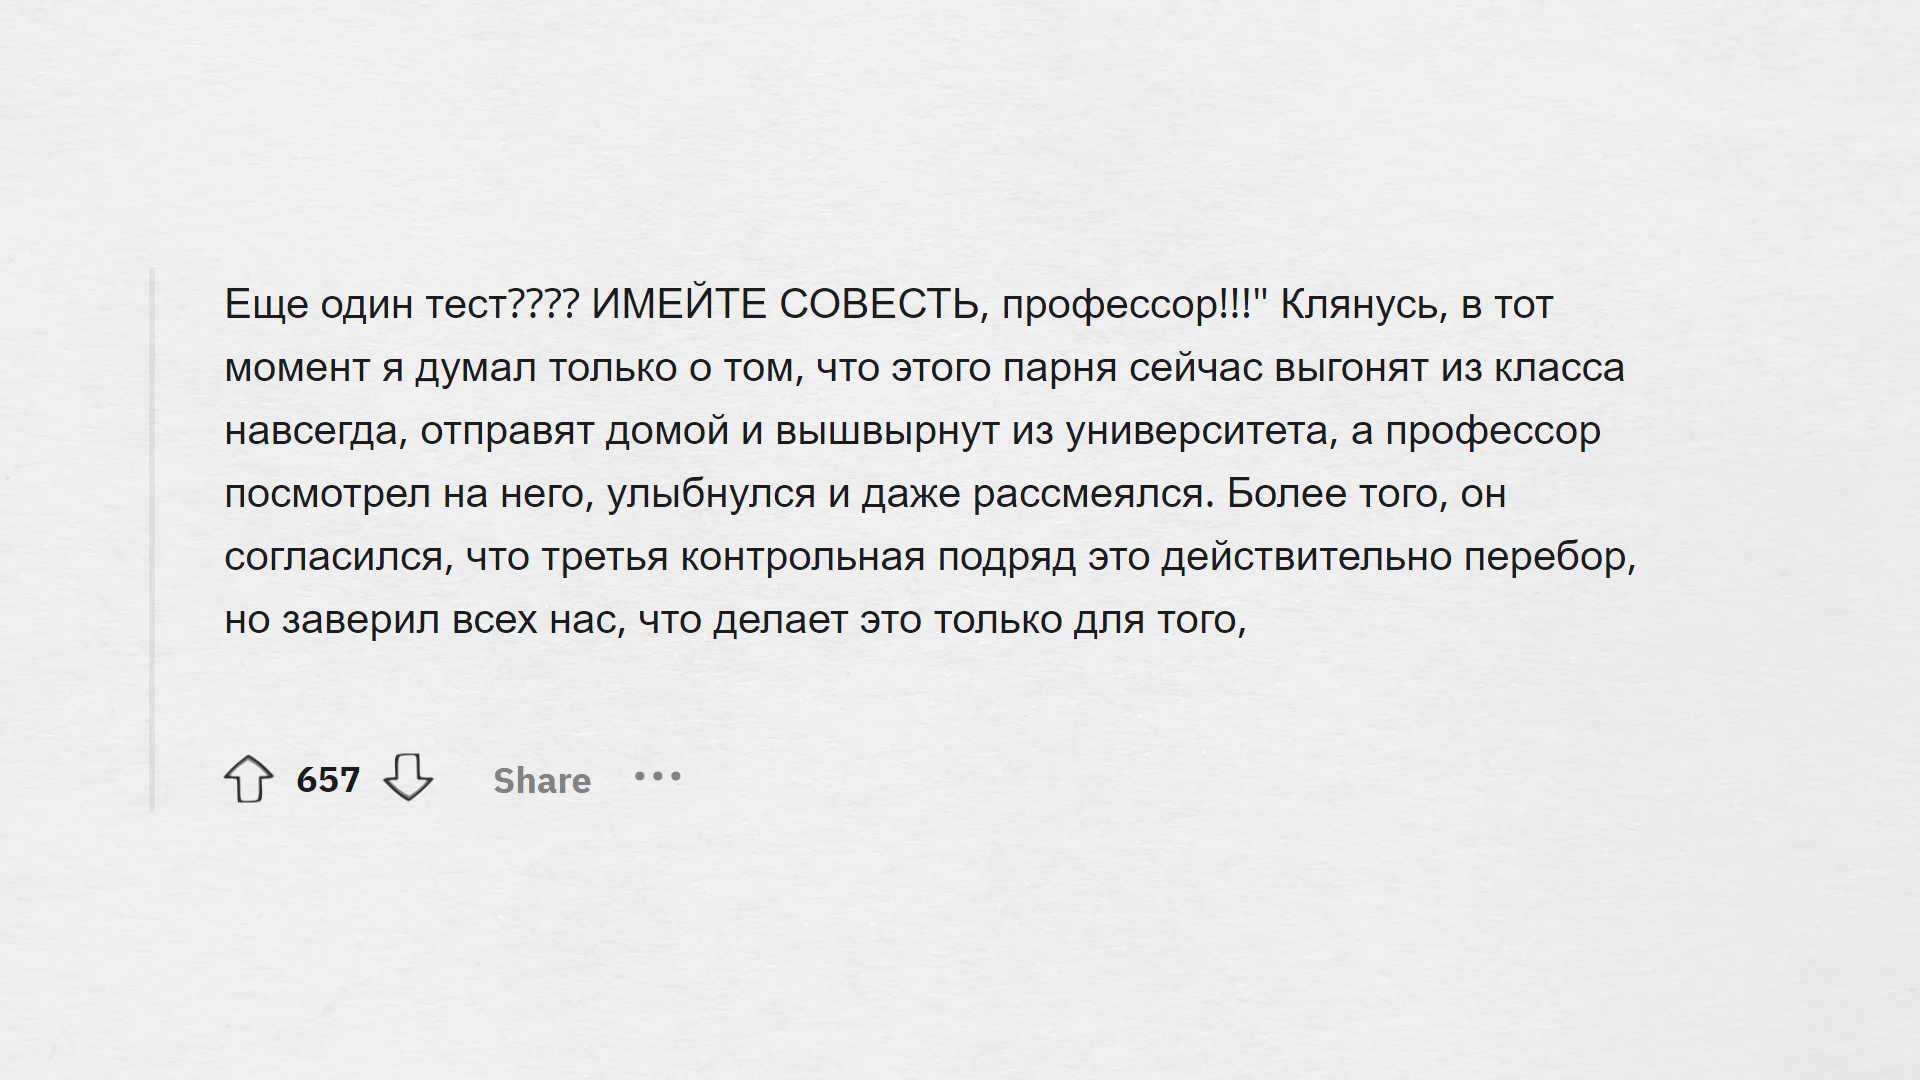 Еще один тест???? ИМЕЙТЕ СОВЕСТЬ, профессор!!!" Клянусь, в тот
момент я думал только о том, что этого парня сейчас выгонят из класса
навсегда, отправят домой и вышвырнут из университета, а профессор
посмотрел на него, улыбнулся и даже рассмеялся. Более того, он
согласился, что третья контрольная подряд это действительно перебор,
но заверил всех нас, что делает это только для того,
657 Share